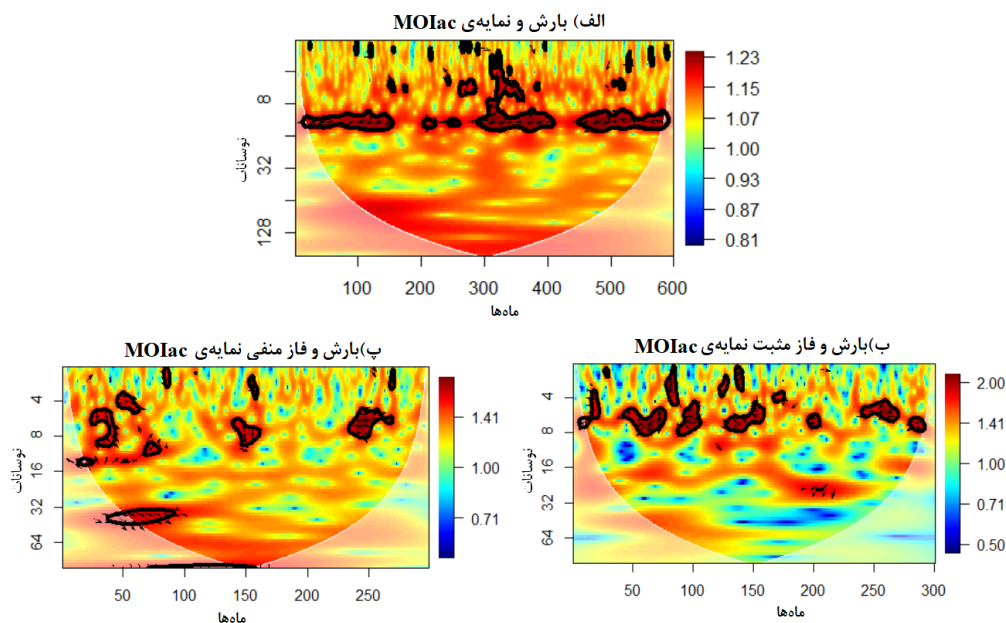 الف) بارش و نمایه‌ی MOIac
8
32
128
نوسانات
100 200 300 400 500 600
ماه‌ها
1.23
1.15
1.07
1.00
0.93
0.87
0.81
ب)بارش و فاز مثبت نمایه‌ی MOIac
4
8
16
32
64
نوسانات
50 100 150 200 250 300
ماه‌ها
2.00
1.41
1.00
0.71
0.50
پ)بارش و فاز منفی نمایه‌ی MOIac
4
8
16
32
64
نوسانات
50 100 150 200 250
ماه‌ها
1.41
1.00
0.71